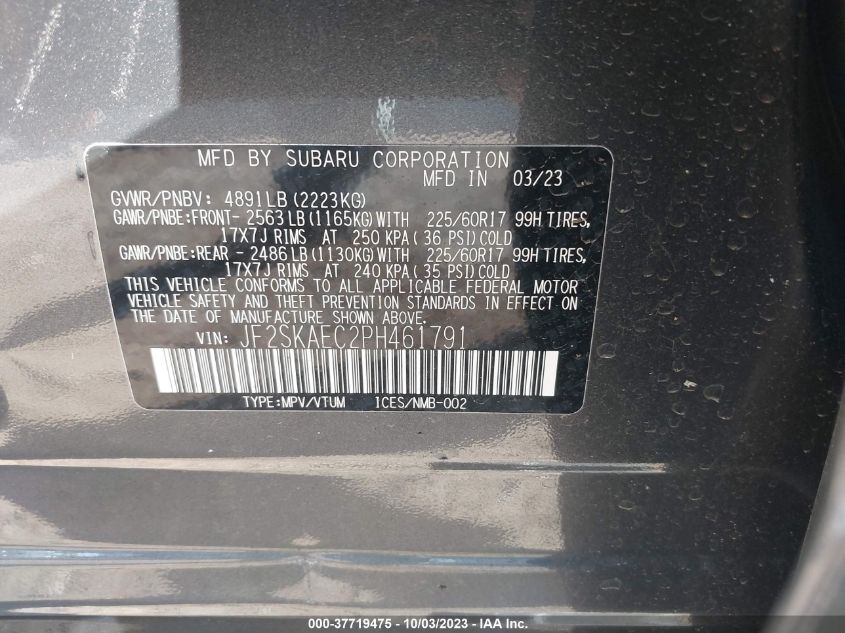 MFD BY SUBARU CORPORATION
MFD IN 03/23
GVWR/PNBV: 4891LB (2223KG)
GAWR/PNBE:FRONT- 2563 LB (1165KG) WITH 225/60R17 99H TIRES,
17X7J RIMS AT 250 KPA ( 36 PSI) COLD
GAWR/PNBE:REAR - 2486 LB (1130KG) WITH 225/60R17 99H TIRES,
17X7J RIMS AT 240 KPA ( 35 PSI) COLD
THIS VEHICLE CONFORMS TO ALL APPLICABLE FEDERAL MOTOR
VEHICLE SAFETY AND THEFT PREVENTION STANDARDS IN EFFECT ON
THE DATE OF MANUFACTURE SHOWN ABOVE.
VIN: JF2SKAEC2PH461791
TYPE:MPV/VTUM ICES/NMB-002
000-37719475 - 10/03/2023 - IAA Inc.